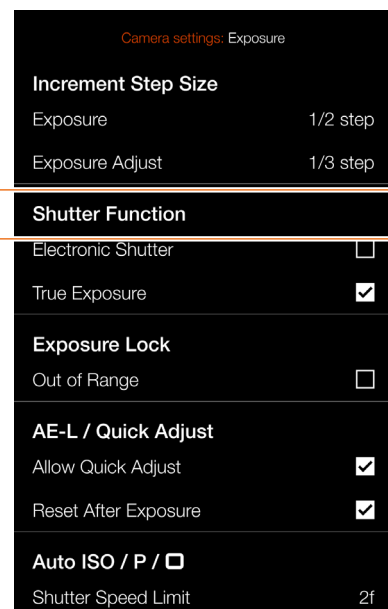 Camera settings: Exposure
Increment Step Size
Exposure 1/2 step
Exposure Adjust 1/3 step
Shutter Function
Electronic Shutter
True Exposure
Exposure Lock
Out of Range
AE-L / Quick Adjust
Allow Quick Adjust
Reset After Exposure
Auto ISO / P /
Shutter Speed Limit 2f